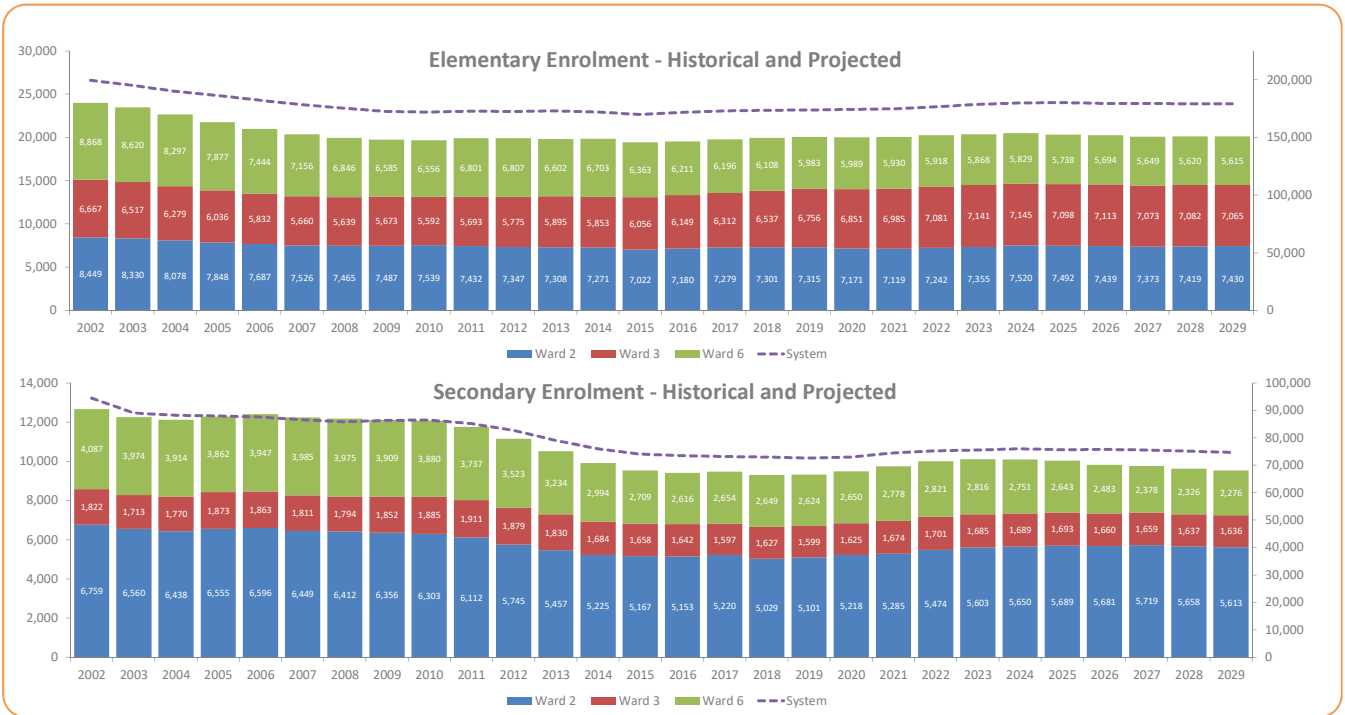 Elementary Enrolment - Historical and Projected
30,000
25,000
20,000
15,000
10,000
5,000
0
200,000
150,000
100,000
50,000
0
8,868 8,620 8,297 7,877 7,444 7,156 6,846 6,585 6,556 6,801 6,807 6,602 6,703 6,363 6,211 6,196 6,108 5,983 5,989 5,930 5,918 5,868 5,829 5,738 5,694 5,649 5,620 5,615
6,667 6,517 6,279 6,036 5,832 5,660 5,639 5,673 5,592 5,693 5,775 5,895 5,853 6,056 6,149 6,312 6,537 6,756 6,851 6,985 7,081 7,141 7,145 7,098 7,113 7,073 7,082 7,065
8,449 8,330 8,078 7,848 7,687 7,526 7,465 7,487 7,539 7,432 7,347 7,308 7,271 7,022 7,180 7,279 7,301 7,315 7,171 7,119 7,242 7,355 7,520 7,492 7,439 7,373 7,419 7,430
2002 2003 2004 2005 2006 2007 2008 2009 2010 2011 2012 2013 2014 2015 2016 2017 2018 2019 2020 2021 2022 2023 2024 2025 2026 2027 2028 2029
Ward 2 Ward 3 Ward 6 System
Secondary Enrolment - Historical and Projected
14,000
12,000
10,000
8,000
6,000
4,000
2,000
0
100,000
90,000
80,000
70,000
60,000
50,000
40,000
30,000
20,000
10,000
0
4,087 3,974 3,914 3,862 3,947 3,985 3,975 3,909 3,880 3,737 3,523 3,234 2,994 2,709 2,616 2,654 2,649 2,624 2,650 2,778 2,821 2,816 2,751 2,643 2,483 2,378 2,326 2,276
1,822 1,713 1,770 1,873 1,863 1,811 1,794 1,852 1,885 1,911 1,879 1,830 1,684 1,658 1,642 1,597 1,627 1,599 1,625 1,674 1,701 1,685 1,689 1,693 1,660 1,659 1,637 1,636
6,759 6,560 6,438 6,555 6,596 6,449 6,412 6,356 6,303 6,112 5,745 5,457 5,225 5,167 5,153 5,220 5,029 5,101 5,218 5,285 5,474 5,603 5,650 5,689 5,681 5,719 5,658 5,613
2002 2003 2004 2005 2006 2007 2008 2009 2010 2011 2012 2013 2014 2015 2016 2017 2018 2019 2020 2021 2022 2023 2024 2025 2026 2027 2028 2029
Ward 2 Ward 3 Ward 6 System